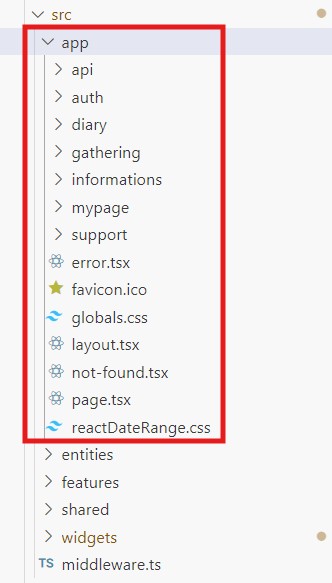 src
app
api
auth
diary
gathering
informations
mypage
support
error.tsx
favicon.ico
globals.css
layout.tsx
not-found.tsx
page.tsx
reactDateRange.css
entities
features
shared
widgets
TS middleware.ts